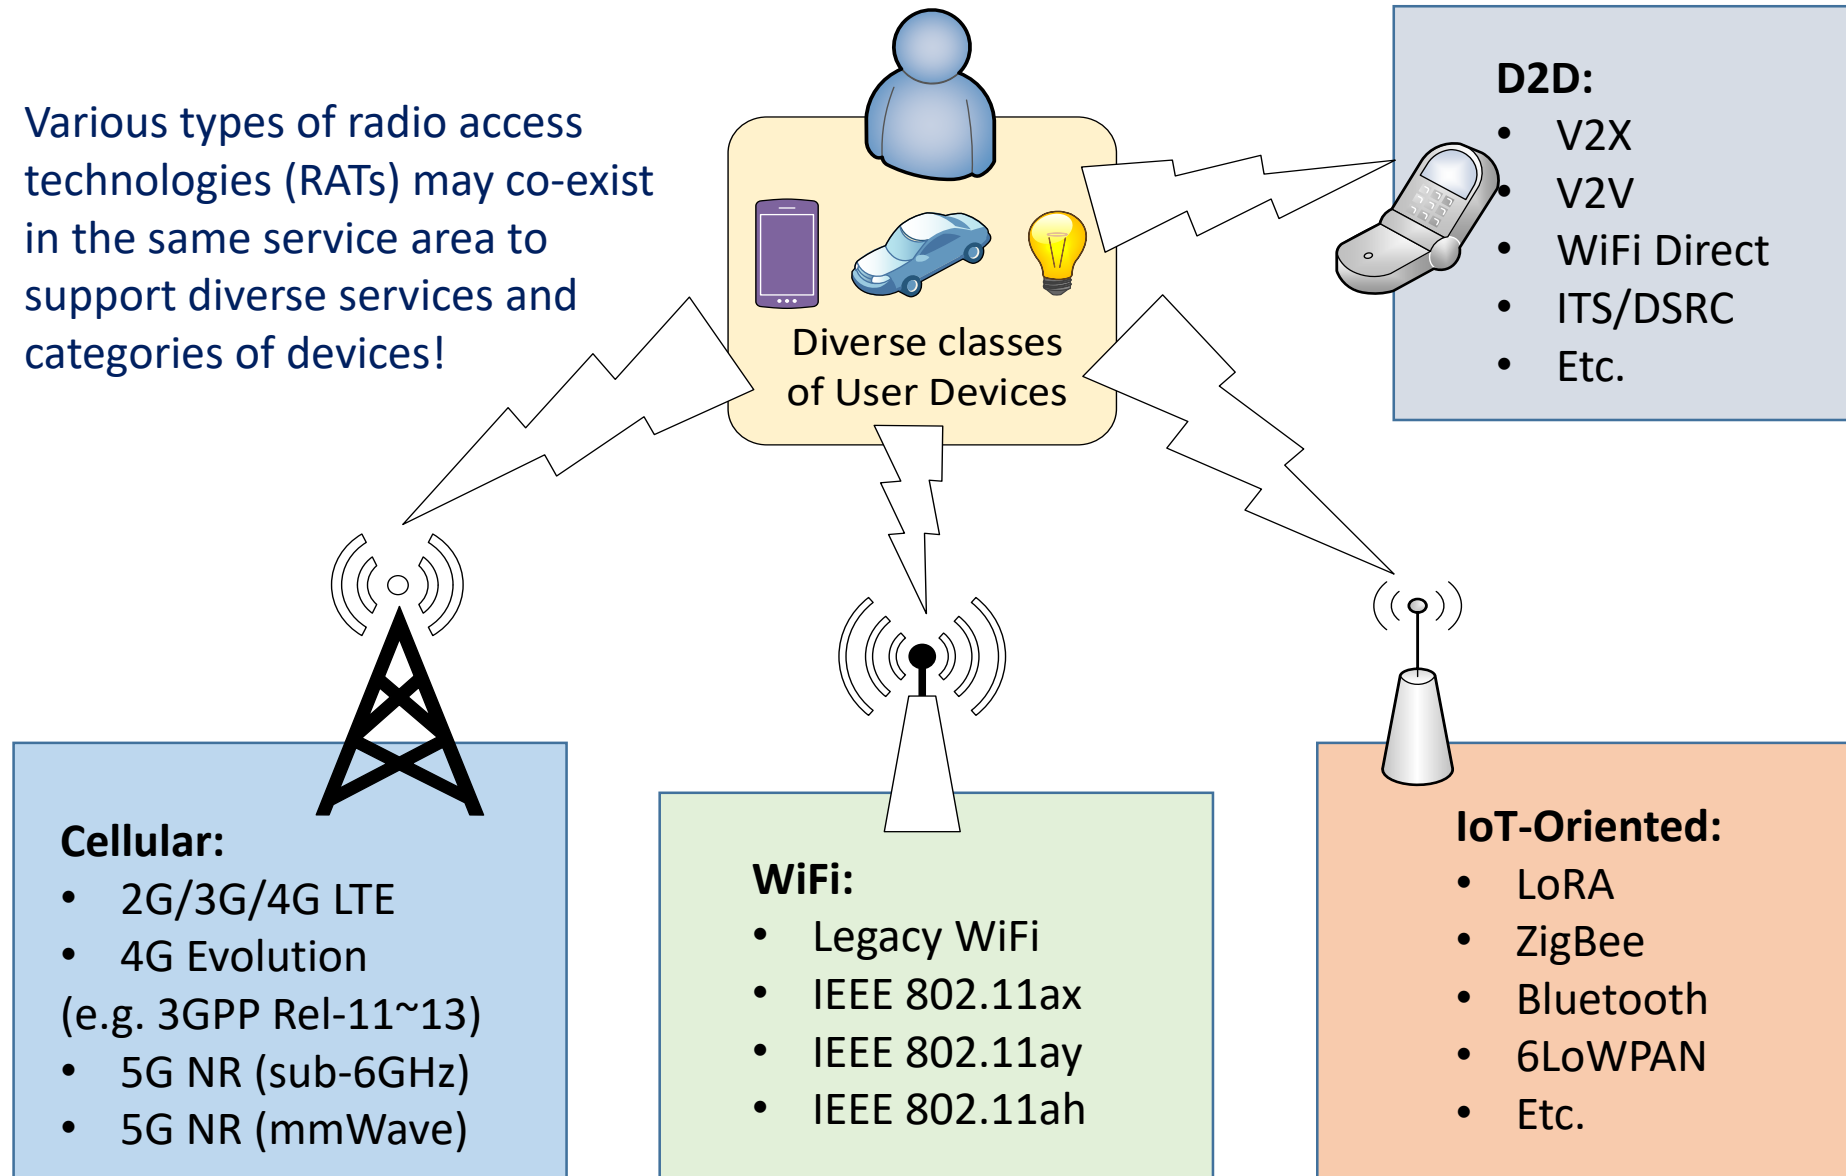 Various types of radio access
technologies (RATs) may co-exist
in the same service area to
support diverse services and
categories of devices!
Diverse classes
of User Devices
D2D:
• V2X
• V2V
• WiFi Direct
• ITS/DSRC
• Etc.
Cellular:
• 2G/3G/4G LTE
• 4G Evolution
(e.g. 3GPP Rel-11~13)
• 5G NR (sub-6GHz)
• 5G NR (mmWave)
WiFi:
• Legacy WiFi
• IEEE 802.11ax
• IEEE 802.11ay
• IEEE 802.11ah
IoT-Oriented:
• LoRA
• ZigBee
• Bluetooth
• 6LoWPAN
• Etc.